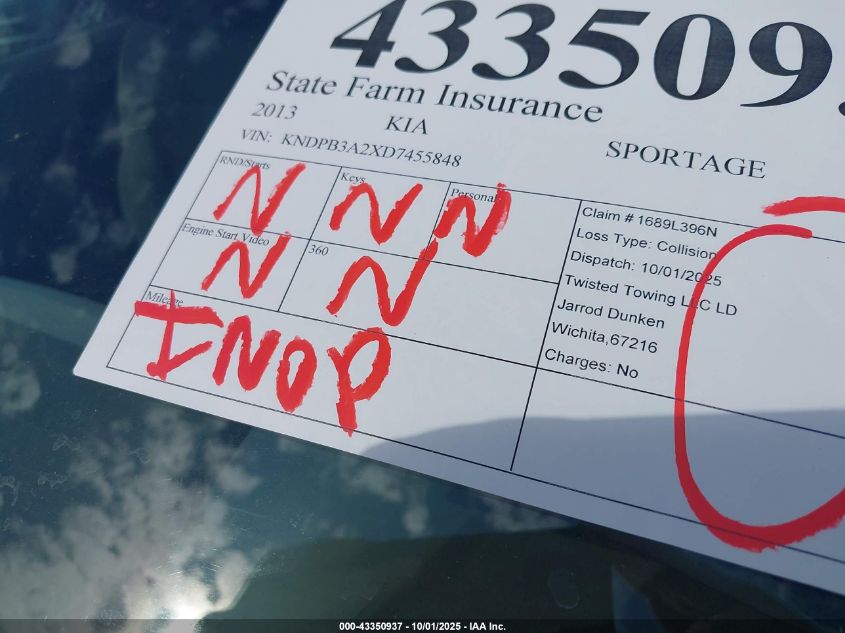 433509
State Farm Insurance
2013 KIA SPORTAGE
VIN: KNDPB3A2XD7455848
RND/Starts N Keys N Personal N
Engine Start Video N 360 N
Mileage INOP
Claim # 1689L396N
Loss Type: Collision
Dispatch: 10/01/2025
Twisted Towing LLC LD
Jarrod Dunken
Wichita,67216
Charges: No
000-43350937 - 10/01/2025 - IAA Inc.